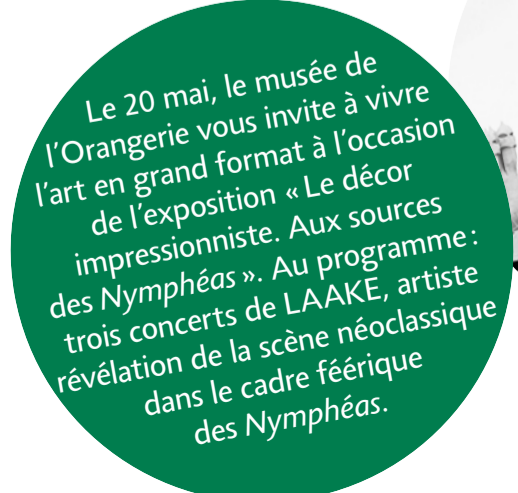 Le 20 mai, le musée de
l’Orangerie vous invite à vivre
l’art en grand format à l’occasion
de l’exposition « Le décor
impressionniste. Aux sources
des Nymphéas ». Au programme :
trois concerts de LAAKE, artiste
révélation de la scène néoclassique
dans le cadre féérique
des Nymphéas.